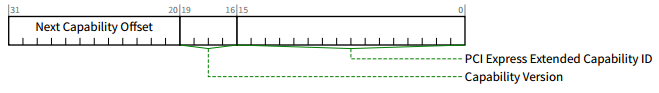 31 20 19 16 15 0
Next Capability Offset
PCI Express Extended Capability ID
Capability Version